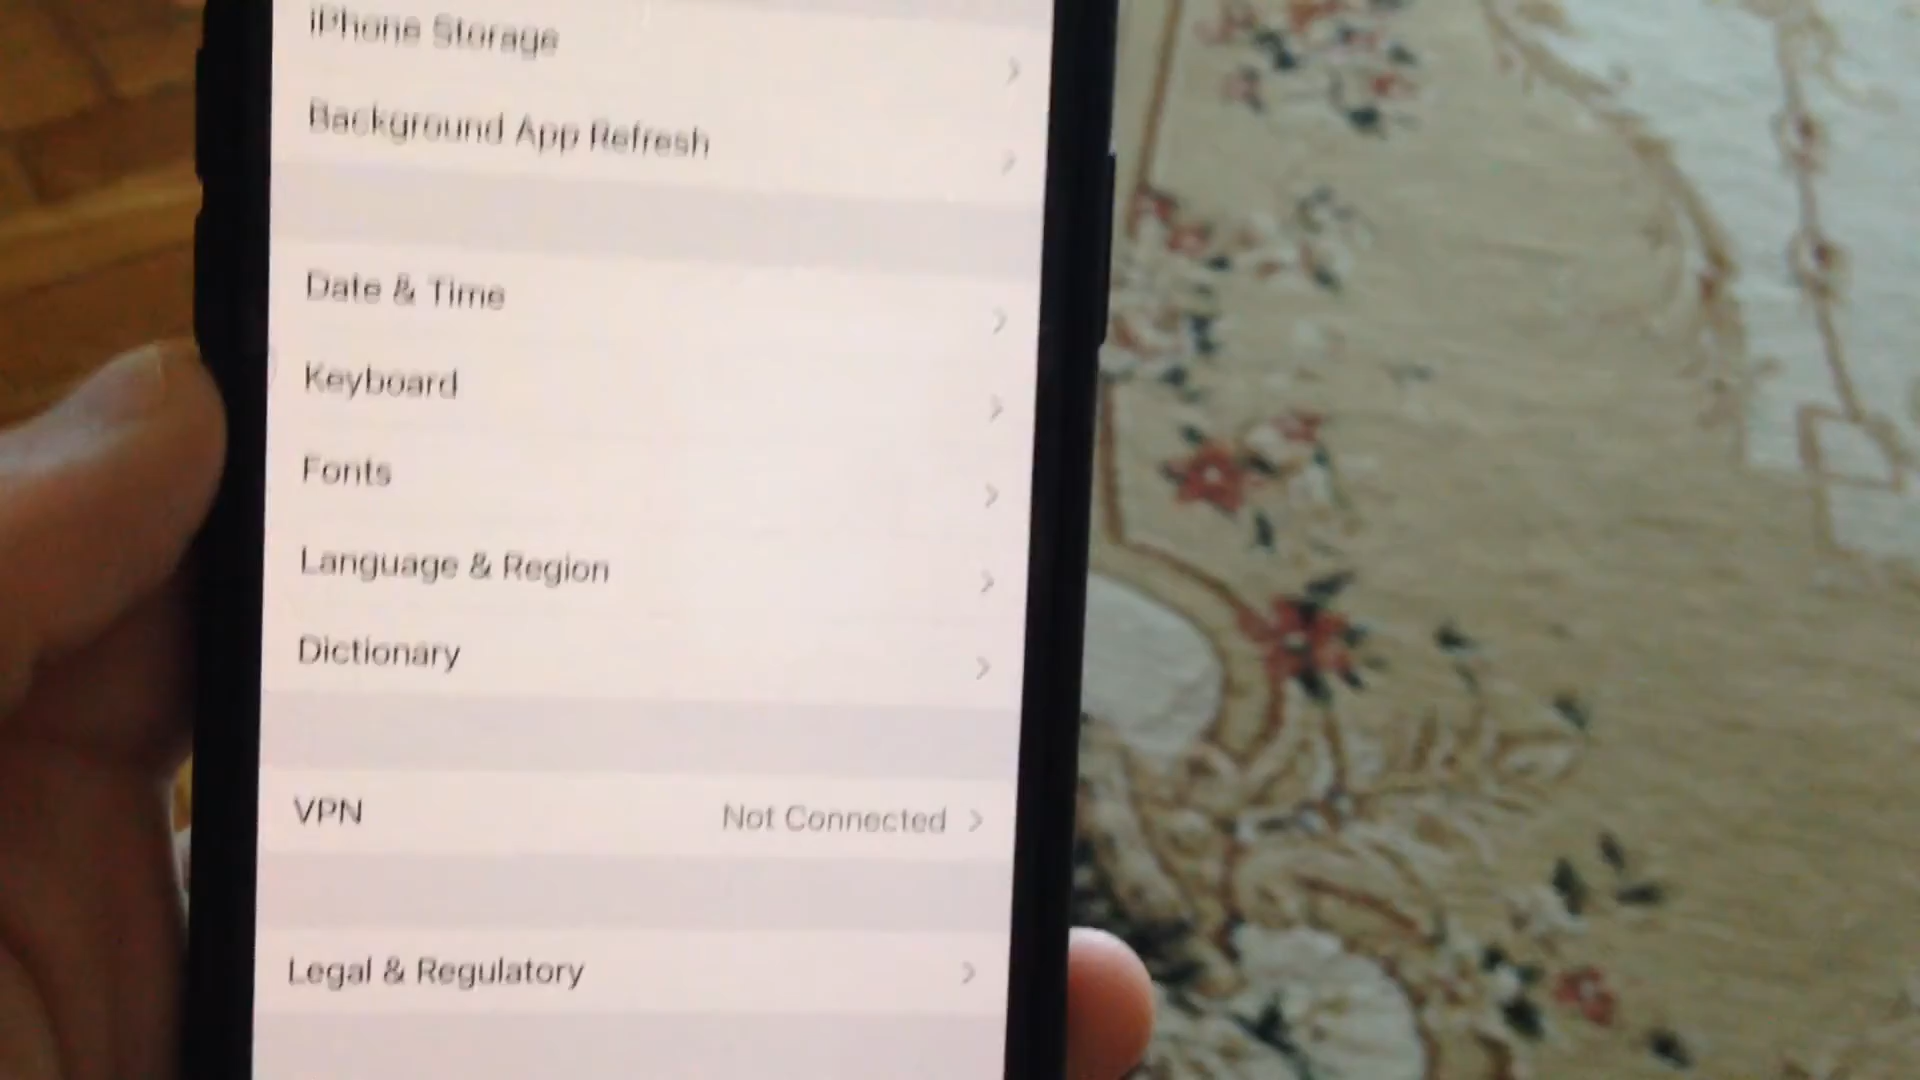 iPhone Storage
Background App Refresh
Date & Time
Keyboard
Fonts
Language & Region
Dictionary
VPN Not Connected
Legal & Regulatory